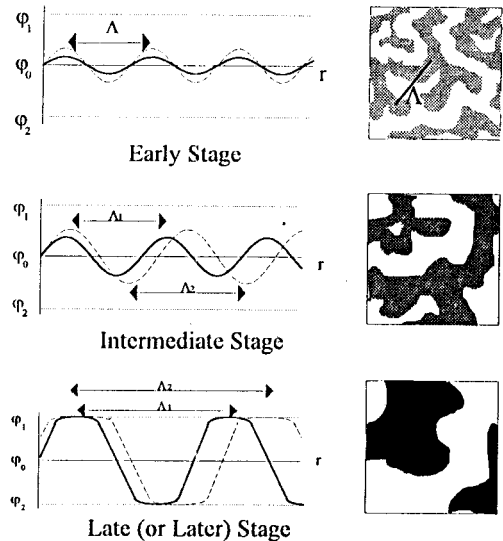 φ1
Λ
φ0
r
φ2
Λ
Early Stage
φ1
Λ1
φ0
r
Λ2
φ2
Intermediate Stage
Λ2
φ1
Λ1
φ0
r
φ2
Late (or Later) Stage